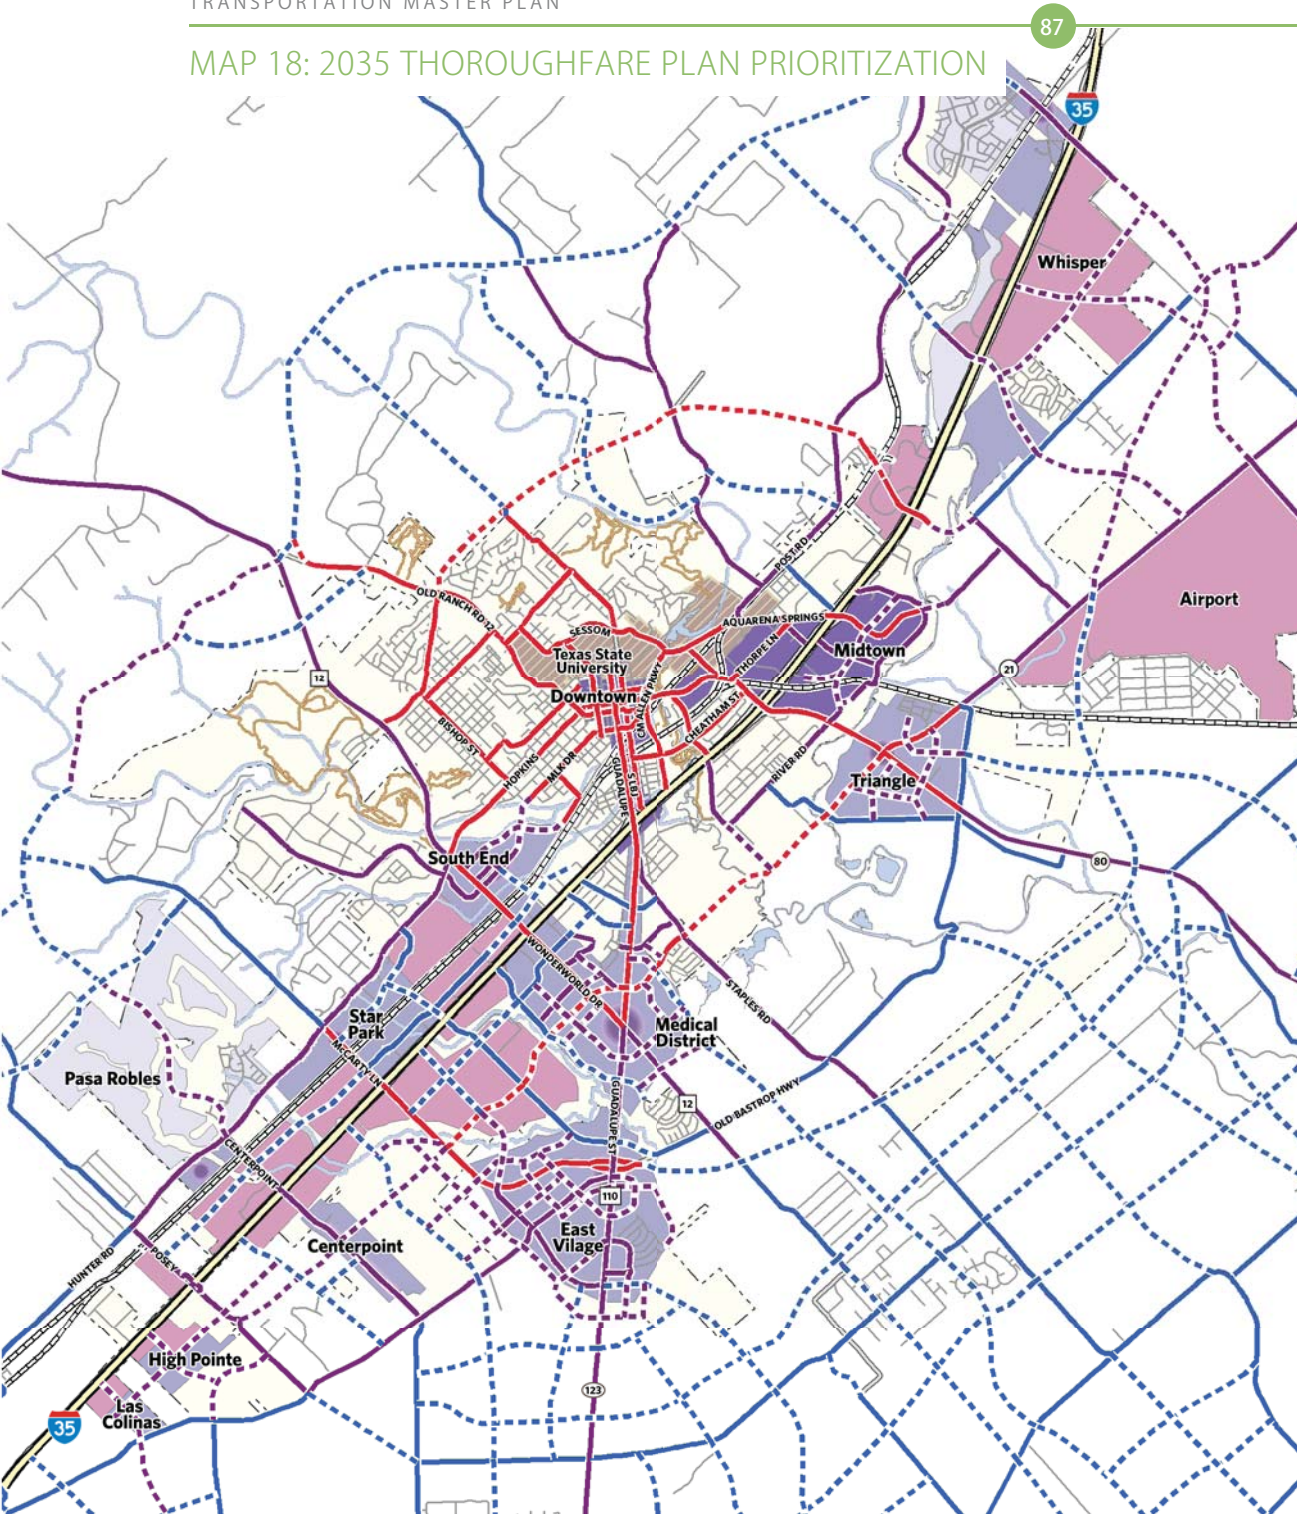 TRANSPORTATION MASTER PLAN
87
MAP 18: 2035 THOROUGHFARE PLAN PRIORITIZATION
35
Whisper
POST RD
OLD RANCH RD 12
SESSOM
AQUARENA SPRINGS
Airport
Texas State
University
THORPE LN
Midtown
21
12
Downtown
CM ALLEN PKWY
CHEATHAM ST
BISHOP ST
HOPKINS
MLK DR
GUADALUPE
S LBJ
RIVER RD
Triangle
South End
80
WONDERWORLD DR
STAPLES RD
Star
Park
Medical
District
McCARTY LN
Pasa Robles
12
OLD BASTROP HWY
GUADALUPE ST
CENTERPOINT
110
East
Vilage
Centerpoint
HUNTER RD
POSEY
High Pointe
123
Las
Colinas
35